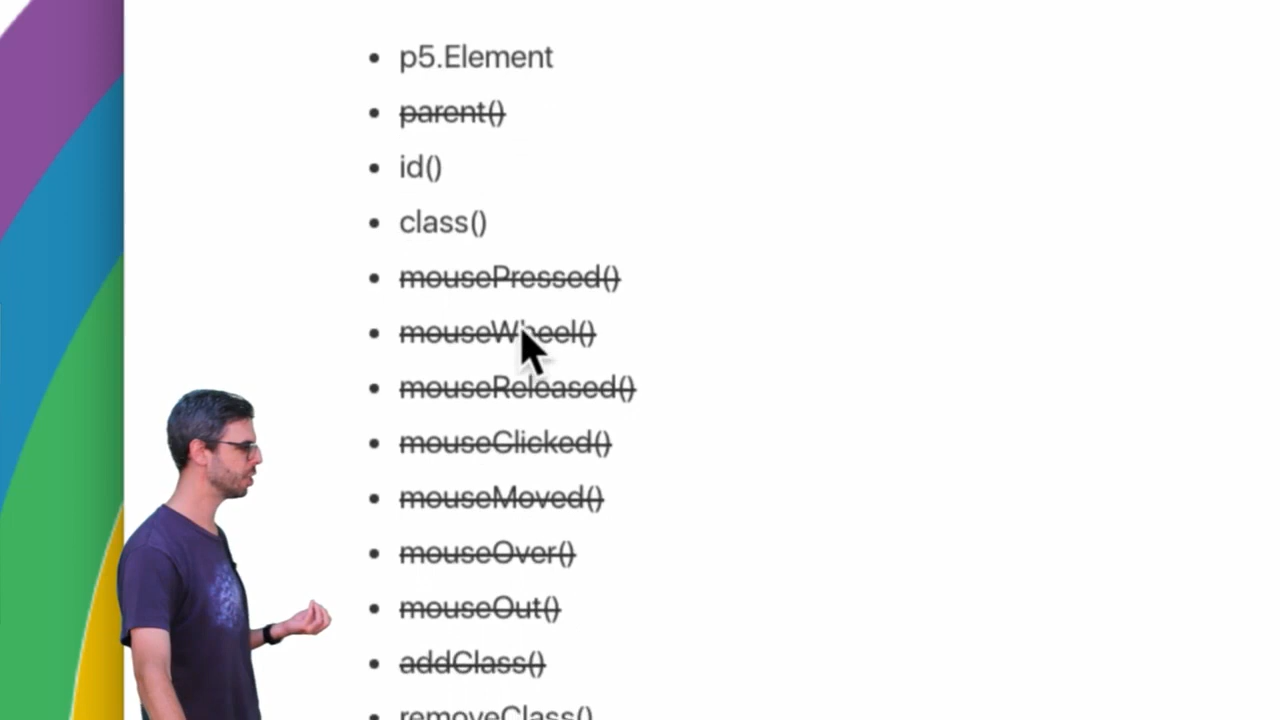 p5.Element
parent()
id()
class()
mousePressed()
mouseWheel()
mouseReleased()
mouseClicked()
mouseMoved()
mouseOver()
mouseOut()
addClass()
removeClass()